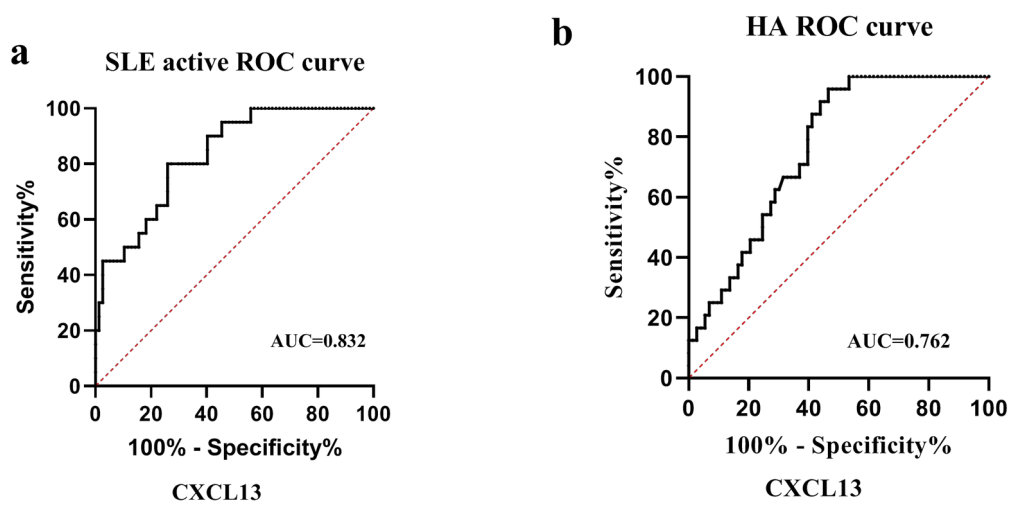 a
SLE active ROC curve
100
80
60
40
20
0
Sensitivity%
AUC=0.832
0 20 40 60 80 100
100% - Specificity%
CXCL13
b
HA ROC curve
100
80
60
40
20
0
Sensitivity%
AUC=0.762
0 20 40 60 80 100
100% - Specificity%
CXCL13